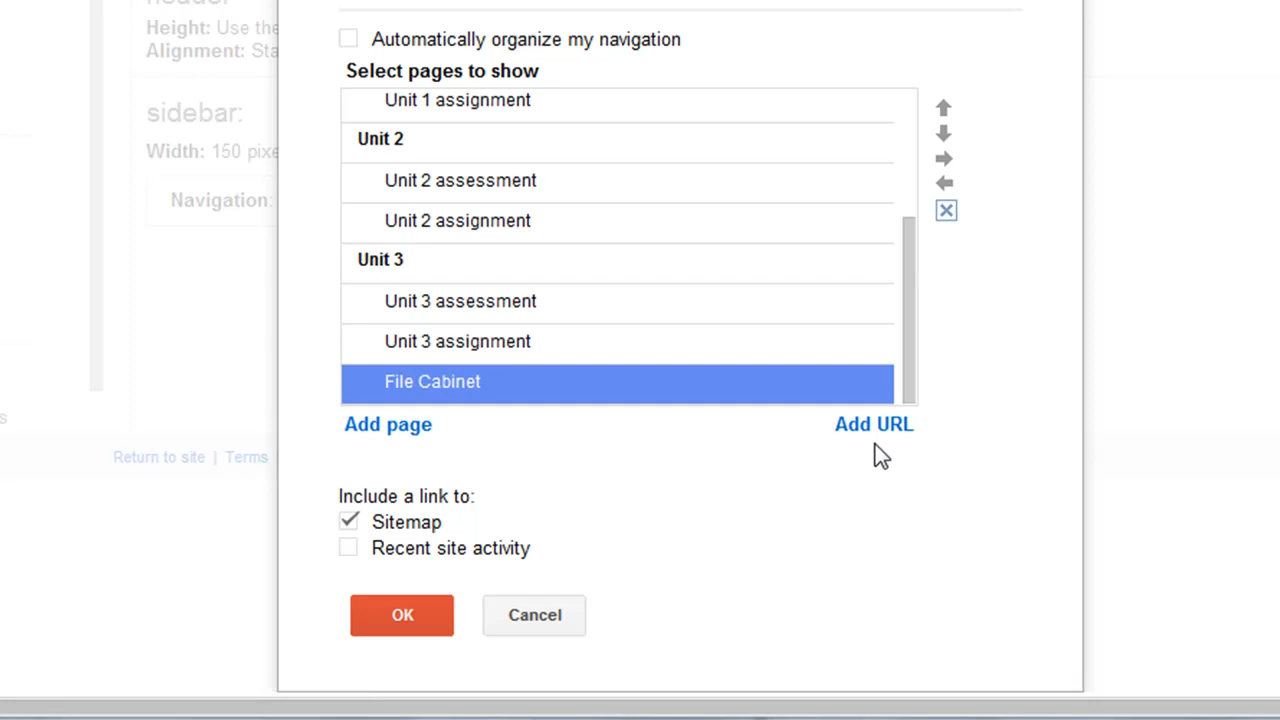 Height: Use the
Alignment: Sta
sidebar:
Width: 150 pixe
Navigation:
Return to site | Terms
Automatically organize my navigation
Select pages to show
Unit 1 assignment
Unit 2
Unit 2 assessment
Unit 2 assignment
Unit 3
Unit 3 assessment
Unit 3 assignment
File Cabinet
Add page
Add URL
Include a link to:
Sitemap
Recent site activity
OK
Cancel